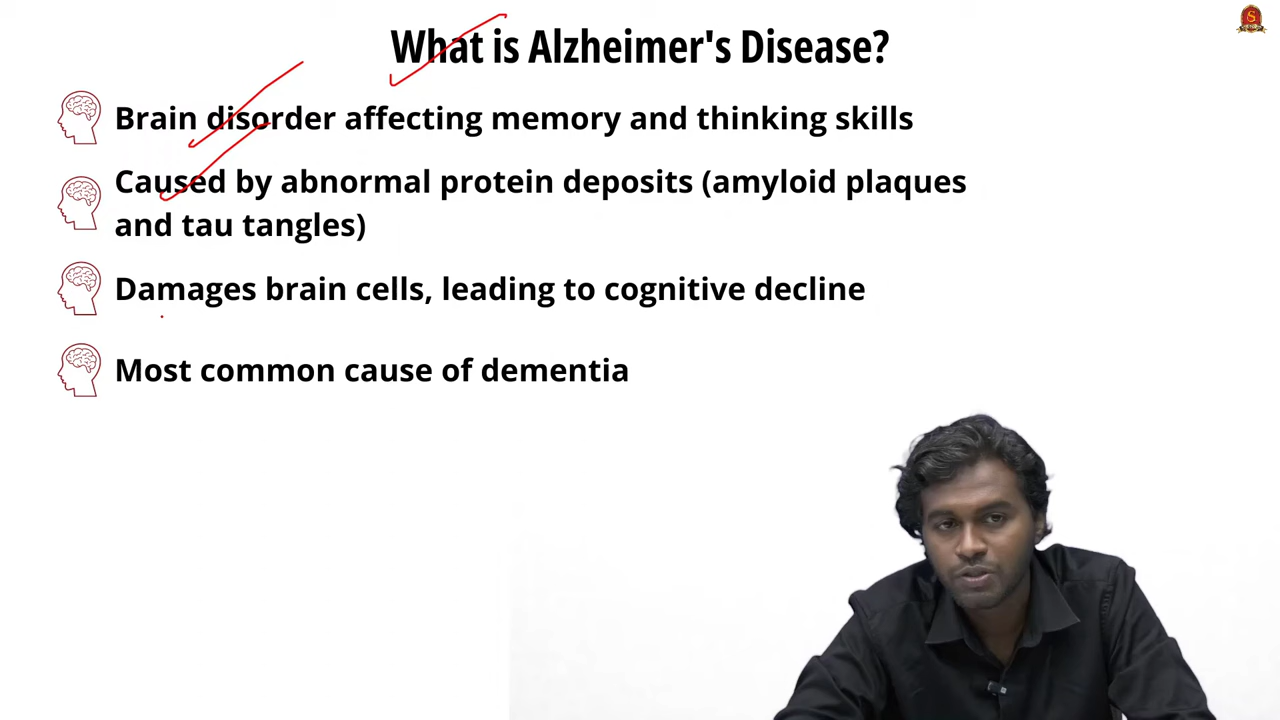 What is Alzheimer's Disease?
Brain disorder affecting memory and thinking skills
Caused by abnormal protein deposits (amyloid plaques
and tau tangles)
Damages brain cells, leading to cognitive decline
Most common cause of dementia